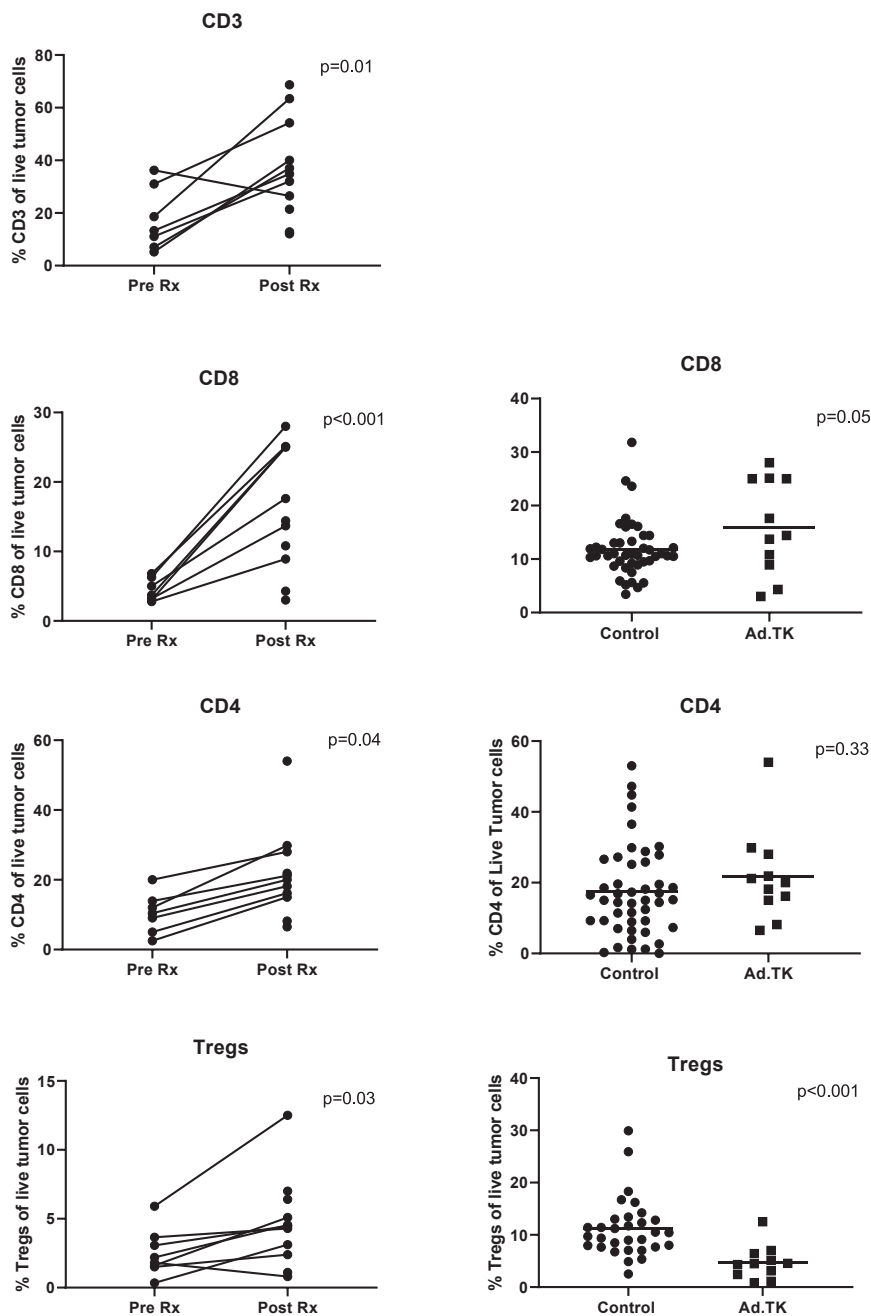 CD3
p=0.01
% CD3 of live tumor cells
80
60
40
20
0
Pre Rx Post Rx
CD8
p<0.001
% CD8 of live tumor cells
30
20
10
0
Pre Rx Post Rx
CD8
p=0.05
% CD8 of live tumor cells
40
30
20
10
0
Control Ad.TK
CD4
p=0.04
% CD4 of live tumor cells
60
40
20
0
Pre Rx Post Rx
CD4
p=0.33
% CD4 of Live Tumor cells
60
40
20
0
Control Ad.TK
Tregs
p=0.03
% Tregs of live tumor cells
15
10
5
0
Pre Rx Post Rx
Tregs
p<0.001
% Tregs of live tumor cells
40
30
20
10
0
Control Ad.TK